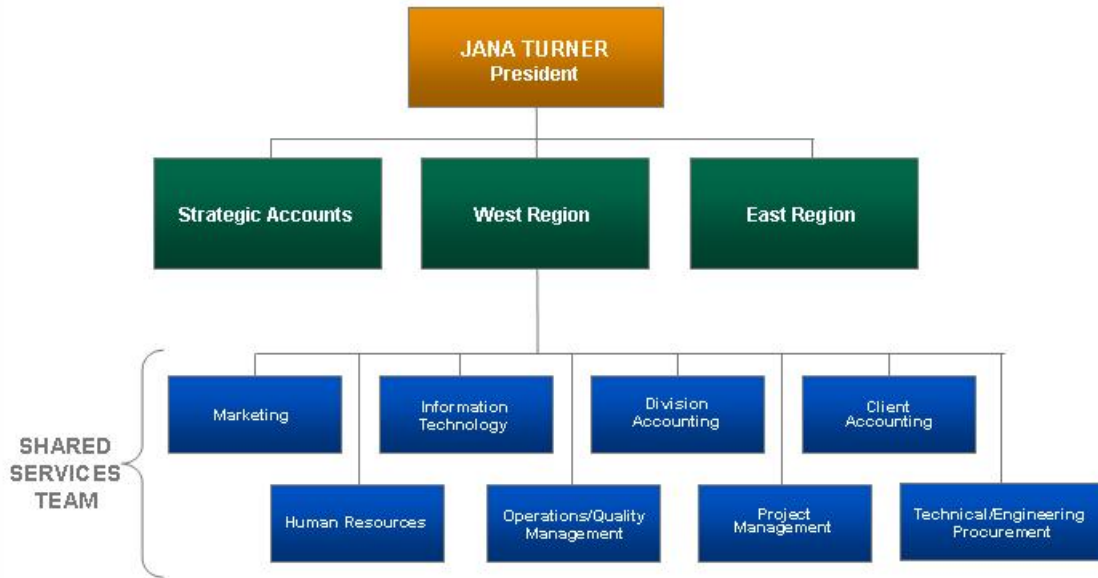 JANA TURNER
President
Strategic Accounts
West Region
East Region
SHARED
SERVICES
TEAM
Marketing
Information
Technology
Division
Accounting
Client
Accounting
Human Resources
Operations/Quality
Management
Project
Management
Technical/Engineering
Procurement